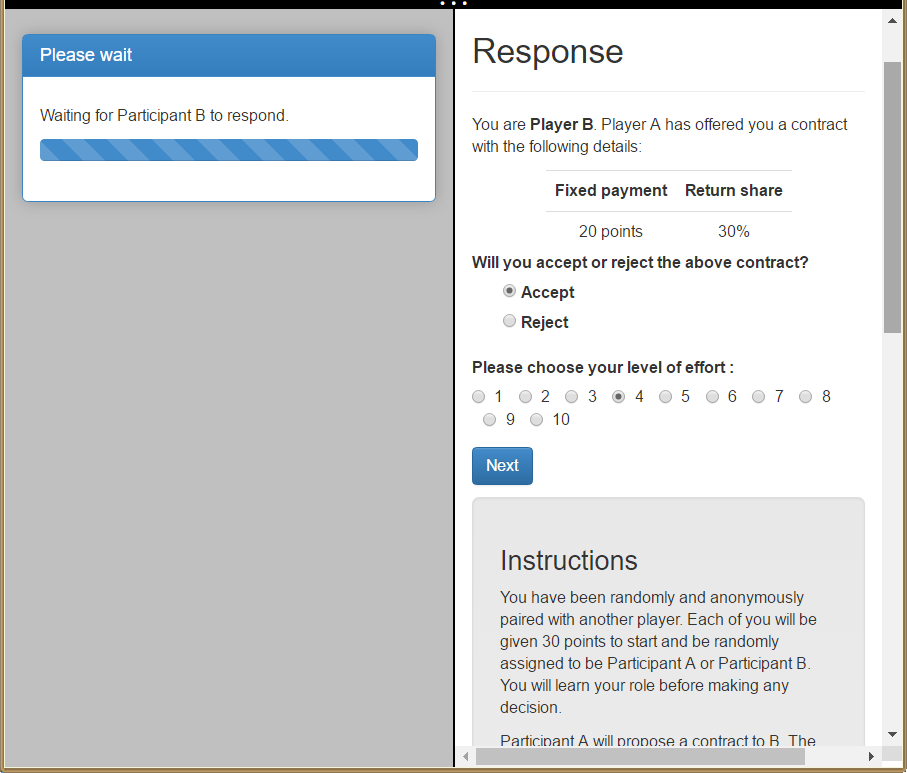 Please wait
Waiting for Participant B to respond.
Response
You are Player B. Player A has offered you a contract
with the following details:
Fixed payment Return share
20 points 30%
Will you accept or reject the above contract?
Accept
Reject
Please choose your level of effort :
1 2 3 4 5 6 7 8
9 10
Next
Instructions
You have been randomly and anonymously
paired with another player. Each of you will be
given 30 points to start and be randomly
assigned to be Participant A or Participant B.
You will learn your role before making any
decision.
Participant A will propose a contract to B. The